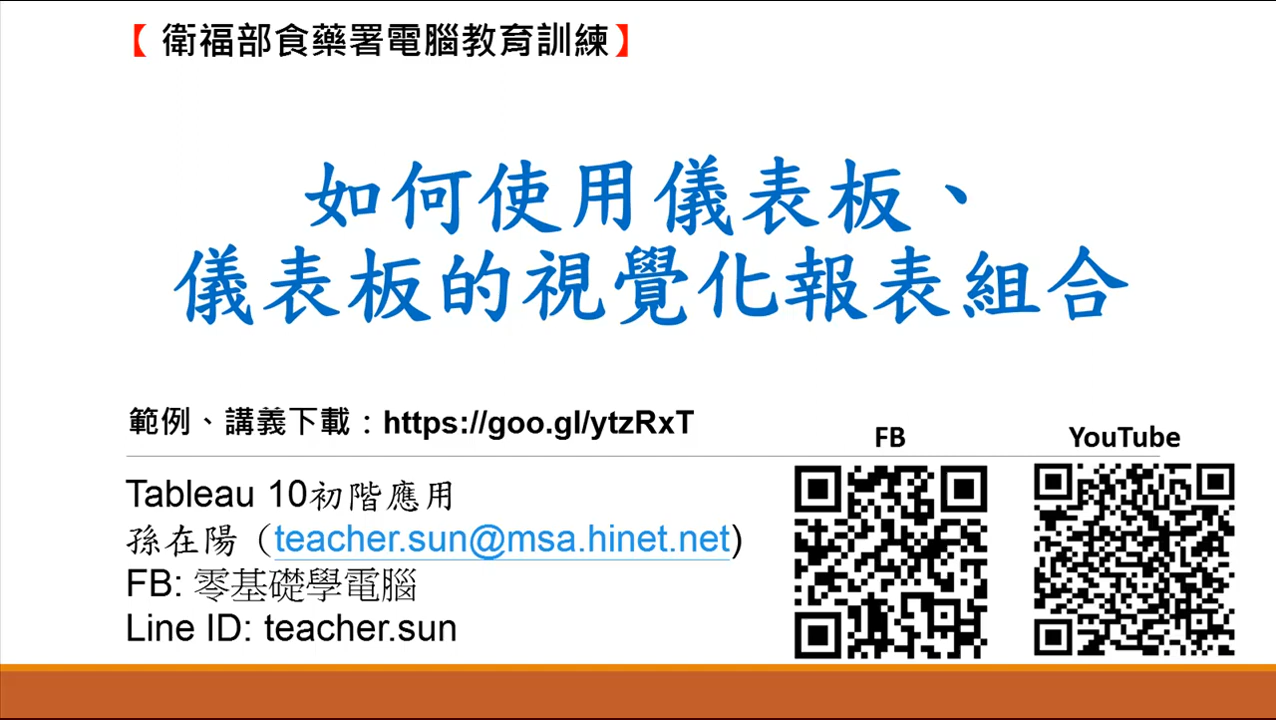 【 衛福部食藥署電腦教育訓練】
如何使用儀表板、
儀表板的視覺化報表組合
範例、講義下載：https://goo.gl/ytzRxT
FB
YouTube
Tableau 10初階應用
孫在陽（teacher.sun@msa.hinet.net)
FB: 零基礎學電腦
Line ID: teacher.sun